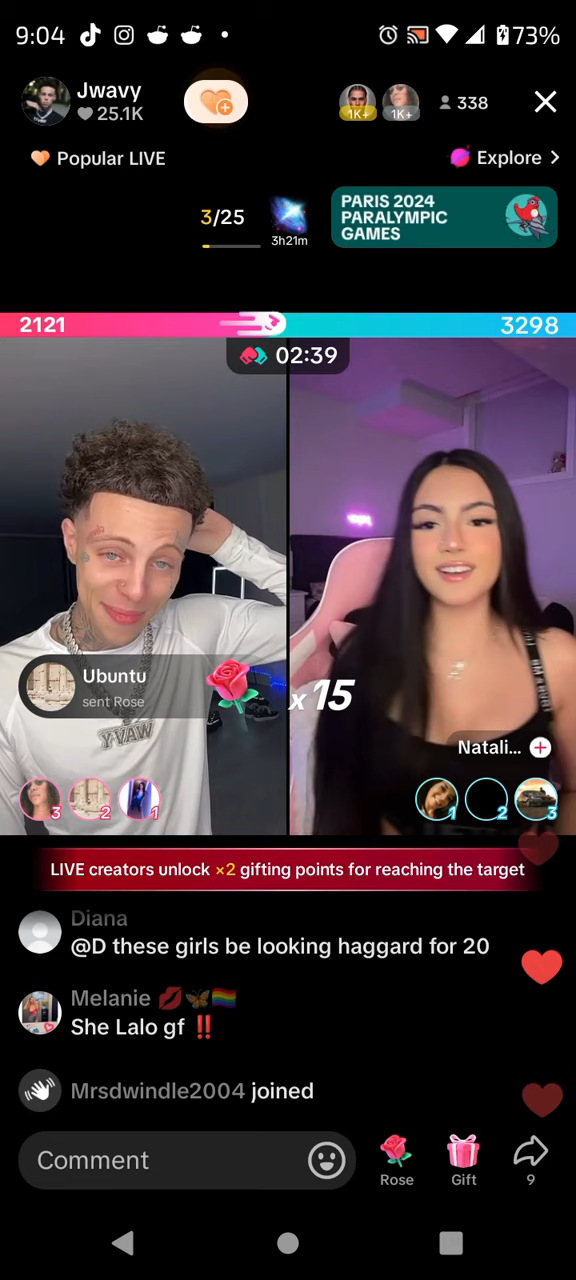 9:04
73%
Jwavy
25.1K
1K+
1K+
338
Popular LIVE
Explore >
3/25
3h21m
PARIS 2024
PARALYMPIC
GAMES
2121
3298
02:39
Ubuntu
sent Rose
x15
YVAW
Natali...
3
2
1
1
2
3
LIVE creators unlock ×2 gifting points for reaching the target
Diana
@D these girls be looking haggard for 20
Melanie 💋🦋🏳️‍🌈
She Lalo gf ‼️
Mrsdwindle2004 joined
Comment
Rose
Gift
9